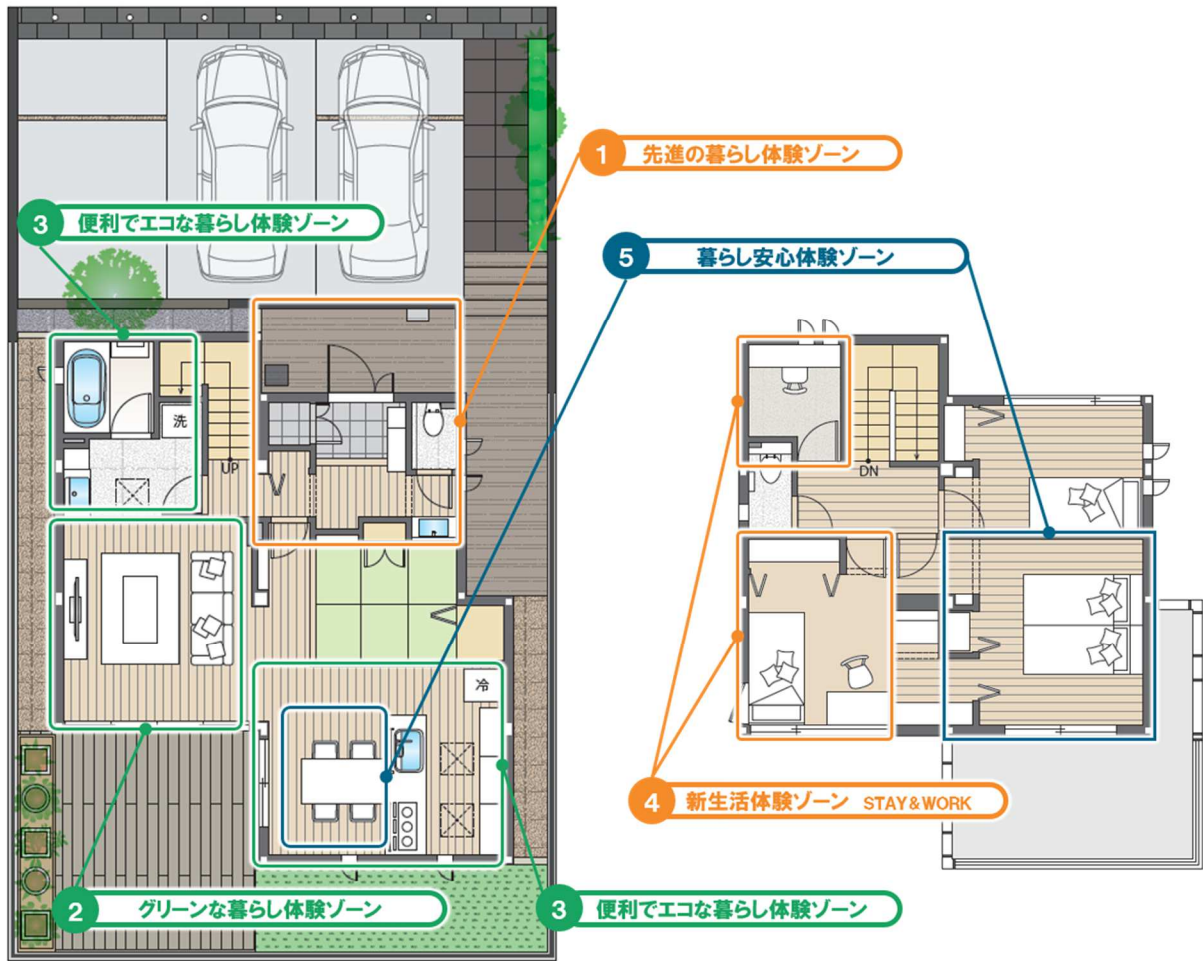 1 先進の暮らし体験ゾーン
3 便利でエコな暮らし体験ゾーン
5 暮らし安心体験ゾーン
洗
UP
DN
冷
4 新生活体験ゾーン STAY&WORK
2 グリーンな暮らし体験ゾーン
3 便利でエコな暮らし体験ゾーン